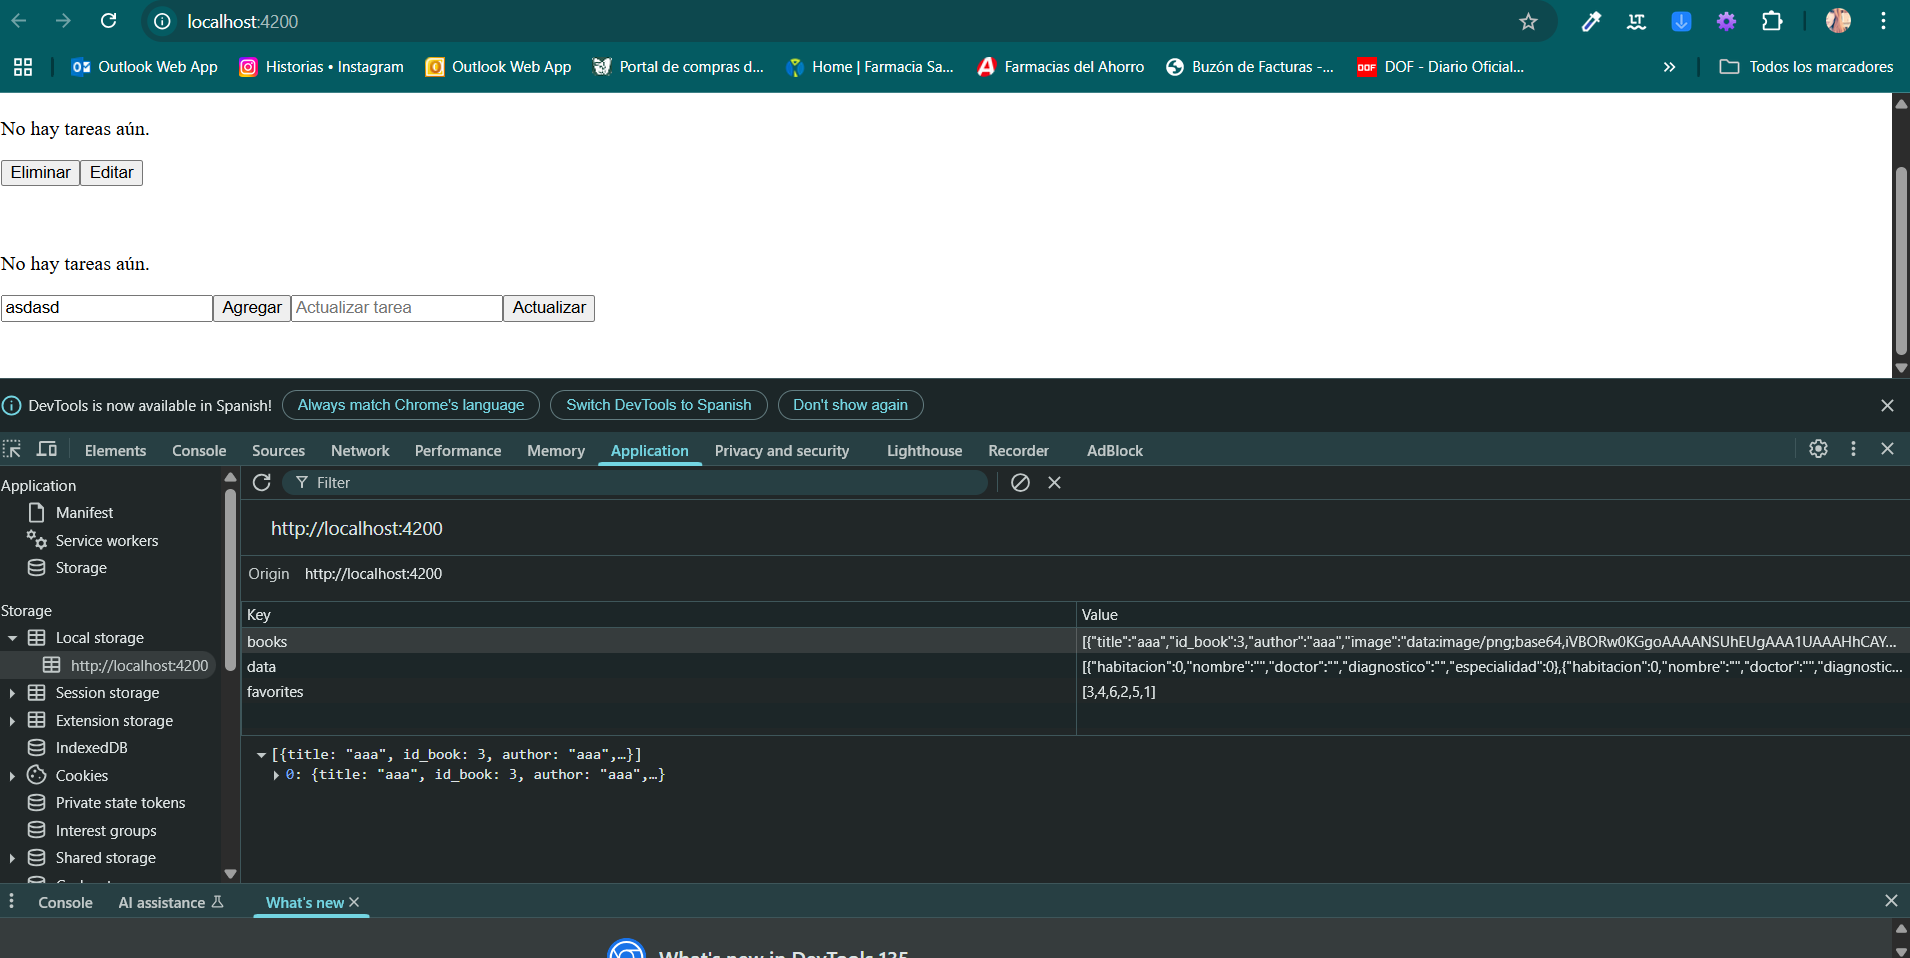 localhost:4200
Outlook Web App
Historias • Instagram
Outlook Web App
Portal de compras d...
Home | Farmacia Sa...
Farmacias del Ahorro
Buzón de Facturas -...
DOF - Diario Oficial...
Todos los marcadores
No hay tareas aún.
Eliminar Editar
No hay tareas aún.
asdasd Agregar Actualizar tarea Actualizar
DevTools is now available in Spanish! Always match Chrome's language Switch DevTools to Spanish Don't show again
Elements Console Sources Network Performance Memory Application Privacy and security Lighthouse Recorder AdBlock
Application
Manifest
Service workers
Storage
Storage
Local storage
http://localhost:4200
Session storage
Extension storage
IndexedDB
Cookies
Private state tokens
Interest groups
Shared storage
Filter
http://localhost:4200
Origin http://localhost:4200
Key Value
books [{"title":"aaa","id_book":3,"author":"aaa","image":"data:image/png;base64,iVBORw0KGgoAAAANSUhEUgAAA1UAAAHhCAY...
data [{"habitacion":0,"nombre":"","doctor":"","diagnostico":"","especialidad":0},{"habitacion":0,"nombre":"","doctor":"","diagnostic...
favorites [3,4,6,2,5,1]
[{title: "aaa", id_book: 3, author: "aaa",…}]
0: {title: "aaa", id_book: 3, author: "aaa",…}
Console AI assistance What's new
What's new in DevTools 135